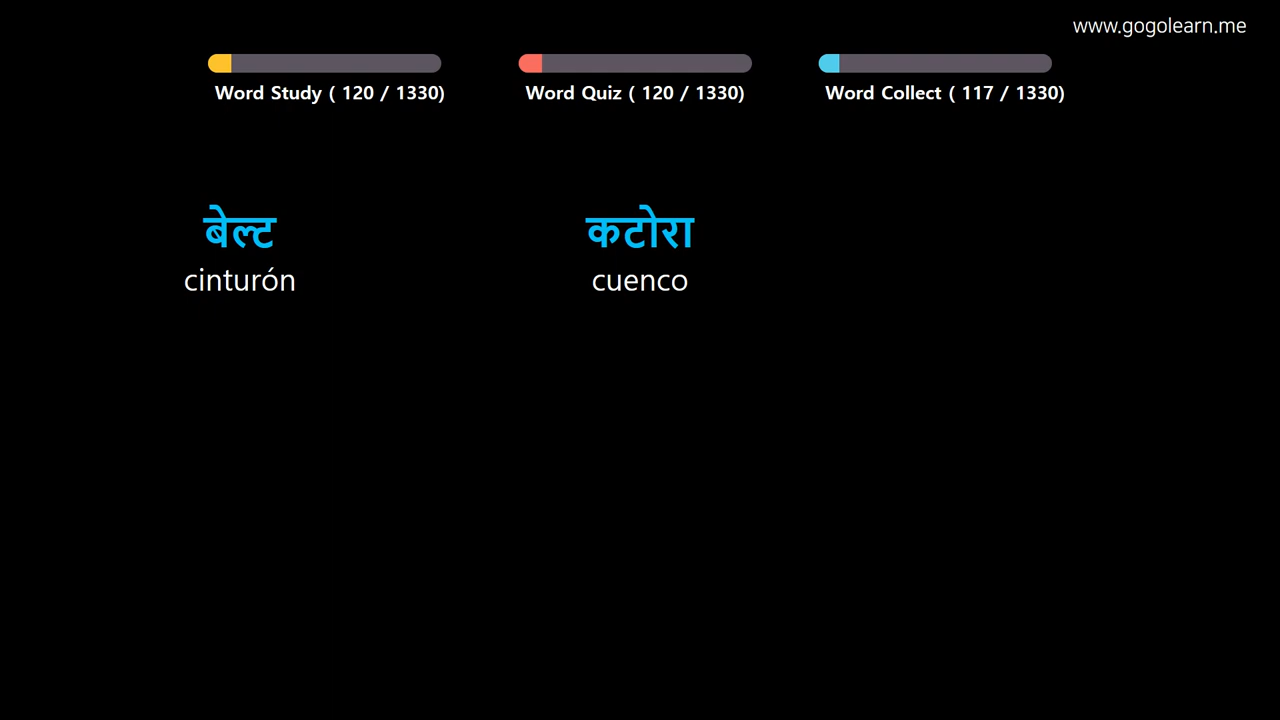 www.gogolearn.me
Word Study ( 120 / 1330)
Word Quiz ( 120 / 1330)
Word Collect ( 117 / 1330)
बेल्ट
cinturón
कटोरा
cuenco